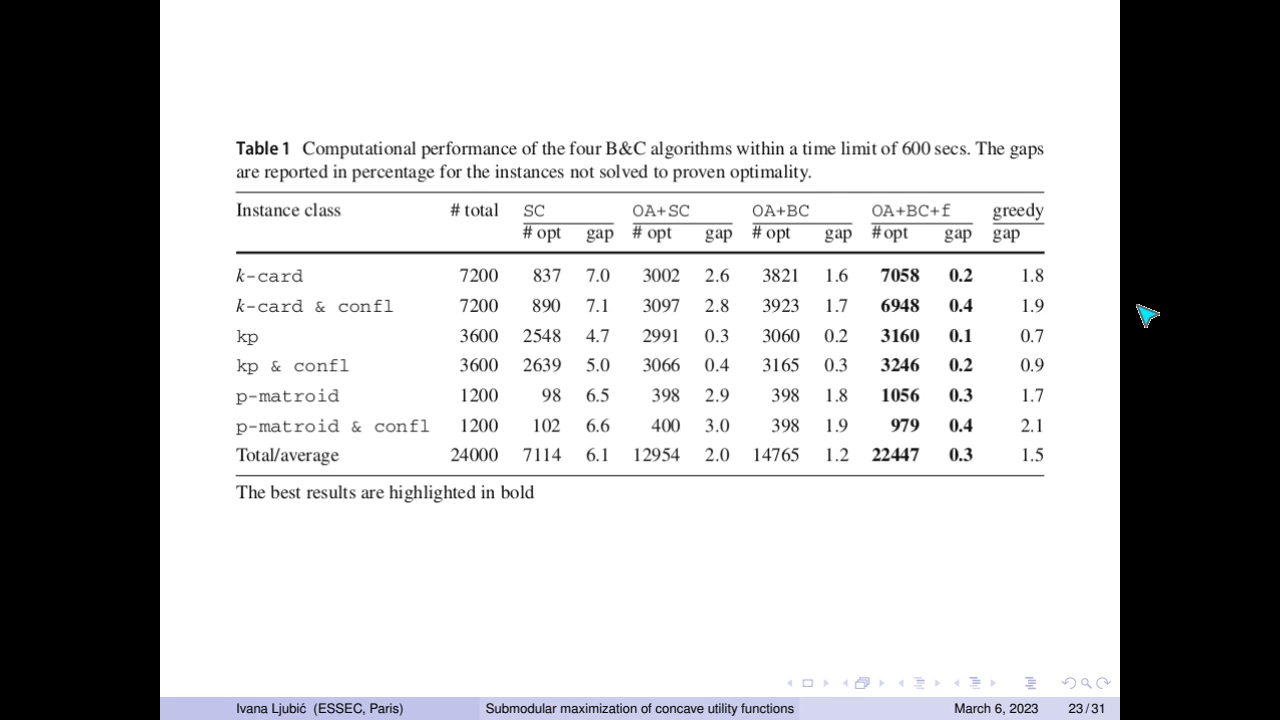 Table 1 Computational performance of the four B&C algorithms within a time limit of 600 secs. The gaps
are reported in percentage for the instances not solved to proven optimality.
Instance class # total SC OA+SC OA+BC OA+BC+f greedy
# opt gap # opt gap # opt gap #opt gap gap
k-card 7200 837 7.0 3002 2.6 3821 1.6 7058 0.2 1.8
k-card & confl 7200 890 7.1 3097 2.8 3923 1.7 6948 0.4 1.9
kp 3600 2548 4.7 2991 0.3 3060 0.2 3160 0.1 0.7
kp & confl 3600 2639 5.0 3066 0.4 3165 0.3 3246 0.2 0.9
p-matroid 1200 98 6.5 398 2.9 398 1.8 1056 0.3 1.7
p-matroid & confl 1200 102 6.6 400 3.0 398 1.9 979 0.4 2.1
Total/average 24000 7114 6.1 12954 2.0 14765 1.2 22447 0.3 1.5
The best results are highlighted in bold
Ivana Ljubić (ESSEC, Paris) Submodular maximization of concave utility functions March 6, 2023 23/31